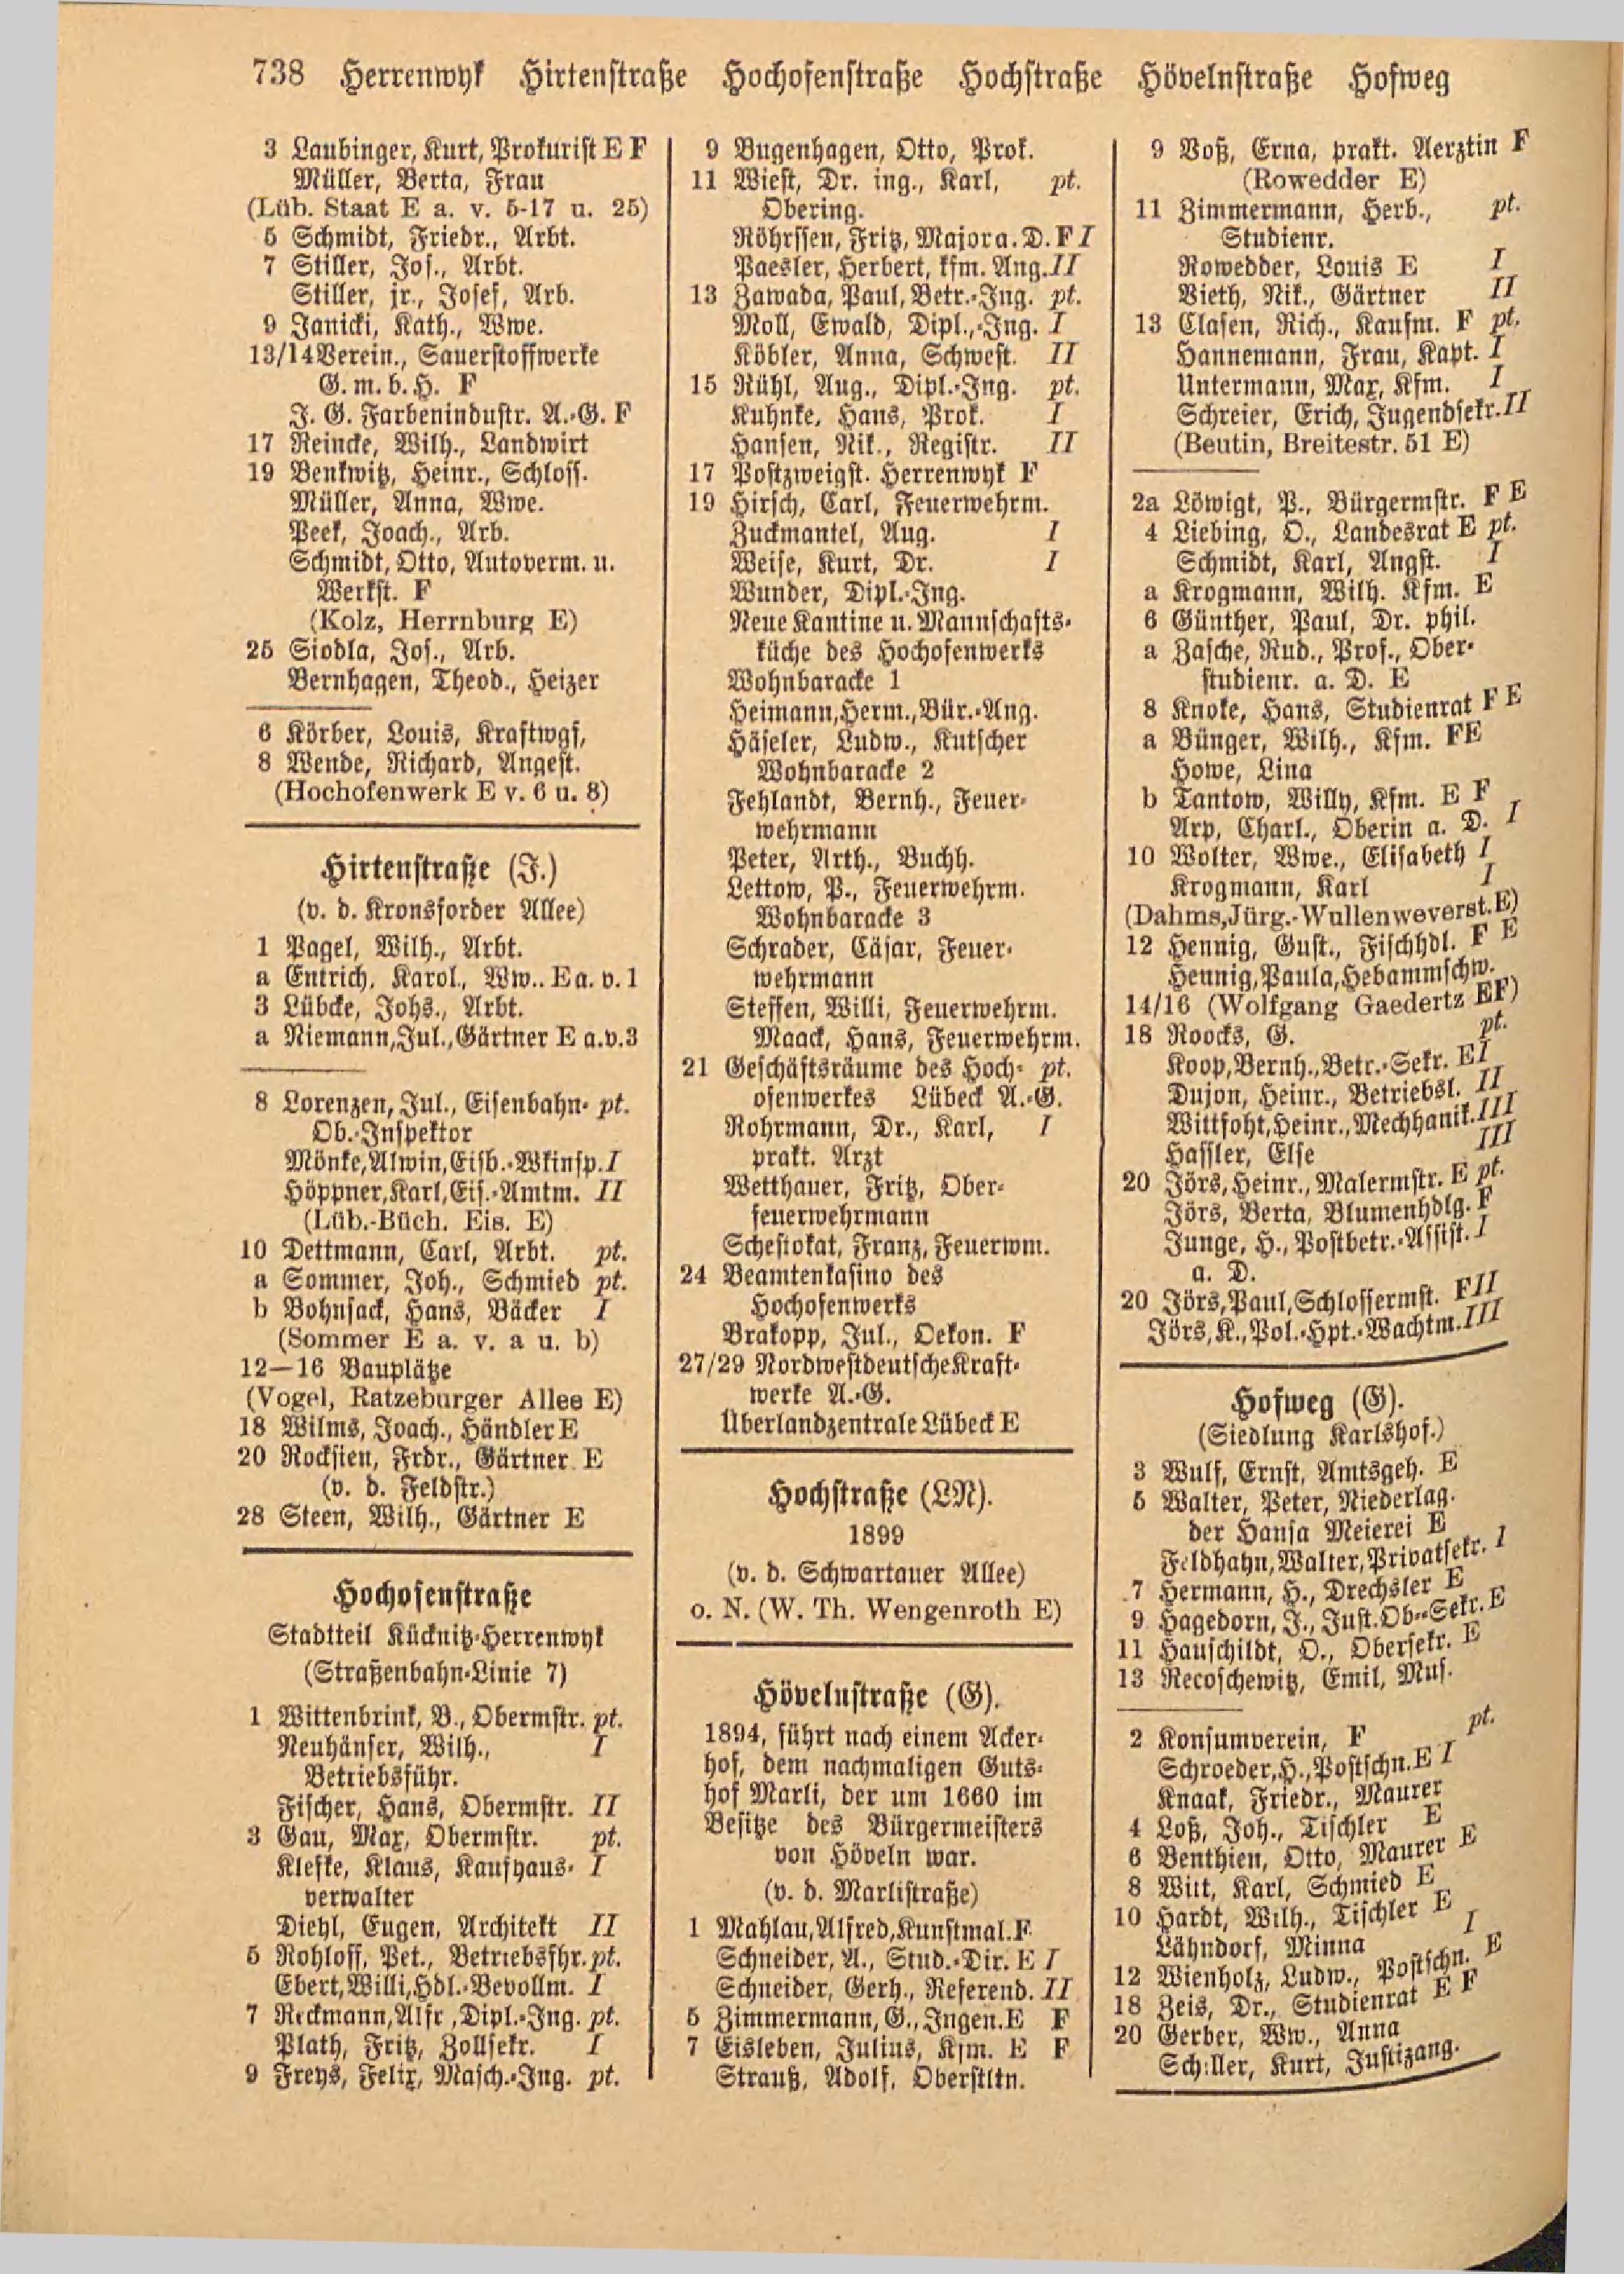 738 Herrenwyk Hirtenstraße Hochofenstraße Hochstraße Hövelnstraße Hofweg
3 Laubinger, Kurt, Prokurist E F
Müller, Berta, Frau
(Lüb. Staat E a. v. 5-17 u. 25)
5 Schmidt, Friedr., Arbt.
7 Stiller, Jos., Arbt.
Stiller, jr., Josef, Arb.
9 Janicki, Kath., Wwe.
13/14 Verein., Sauerstoffwerke
G. m. b. H. F
J. G. Farbenindustr. A.-G. F
17 Reincke, Wilh., Landwirt
19 Benkwitz, Heinr., Schloss.
Müller, Anna, Wwe.
Peek, Joach., Arb.
Schmidt, Otto, Autoverm. u.
Werkst. F
(Kolz, Herrnburg E)
25 Siodla, Jos., Arb.
Bernhagen, Theod., Heizer
6 Körber, Louis, Kraftwgf,
8 Wende, Richard, Angest.
(Hochofenwerk E v. 6 u. 8)
Hirtenstraße (J.)
(v. d. Kronsforder Allee)
1 Pagel, Wilh., Arbt.
a Entrich, Karol., Ww.. E a. v. 1
3 Lübcke, Johs., Arbt.
a Niemann, Jul., Gärtner E a.v.3
8 Lorenzen, Jul., Eisenbahn- pt.
Ob.-Inspektor
Mönke, Alwin, Eisb.-Wkinsp. I
Höppner, Karl, Eis.-Amtm. II
(Lüb.-Büch. Eis. E)
10 Dettmann, Carl, Arbt. pt.
a Sommer, Joh., Schmied pt.
b Bohnsack, Hans, Bäcker I
(Sommer E a. v. a u. b)
12—16 Bauplätze
(Vogel, Ratzeburger Allee E)
18 Wilms, Joach., Händler E
20 Rocksien, Frdr., Gärtner E
(v. d. Feldstr.)
28 Steen, Wilh., Gärtner E
Hochofenstraße
Stadtteil Kücknitz-Herrenwyk
(Straßenbahn-Linie 7)
1 Wittenbrink, B., Obermstr. pt.
Neuhänser, Wilh., I
Betriebsführ.
Fischer, Hans, Obermstr. II
3 Gau, Max, Obermstr. pt.
Klefke, Klaus, Kaufhaus- I
verwalter
Diehl, Eugen, Architekt II
5 Rohloff, Pet., Betriebsfhr. pt.
Ebert, Willi, Hdl.-Bevollm. I
7 Reckmann, Alfr , Dipl.-Ing. pt.
Plath, Fritz, Zollsekr. I
9 Freys, Felix, Masch.-Ing. pt.
9 Bugenhagen, Otto, Prok.
11 Wiest, Dr. ing., Karl, pt.
Obering.
Röhrssen, Fritz, Major a. D. F I
Paesler, Herbert, kfm. Ang. II
13 Zawada, Paul, Betr.-Ing. pt.
Moll, Ewald, Dipl.,-Ing. I
Köbler, Anna, Schwest. II
15 Rühl, Aug., Dipl.-Ing. pt.
Kuhnke, Hans, Prok. I
Hansen, Nik., Registr. II
17 Postzweigst. Herrenwyk F
19 Hirsch, Carl, Feuerwehrm.
Zuckmantel, Aug. I
Weise, Kurt, Dr. I
Wunder, Dipl.-Ing.
Neue Kantine u. Mannschafts-
küche des Hochofenwerks
Wohnbaracke 1
Heimann, Herm., Bür.-Ang.
Häseler, Ludw., Kutscher
Wohnbaracke 2
Fehlandt, Bernh., Feuer-
wehrmann
Peter, Arth., Buchh.
Lettow, P., Feuerwehrm.
Wohnbaracke 3
Schrader, Cäsar, Feuer-
wehrmann
Steffen, Willi, Feuerwehrm.
Maack, Hans, Feuerwehrm.
21 Geschäftsräume des Hoch- pt.
ofenwerkes Lübeck A.-G.
Rohrmann, Dr., Karl, I
prakt. Arzt
Wetthauer, Fritz, Ober-
feuerwehrmann
Schestokat, Franz, Feuerwm.
24 Beamtenkasino des
Hochofenwerks
Brakopp, Jul., Oekon. F
27/29 Nordwestdeutsche Kraft-
werke A.-G.
Überlandzentrale Lübeck E
Hochstraße (LN).
1899
(v. d. Schwartauer Allee)
o. N. (W. Th. Wengenroth E)
Hövelnstraße (G).
1894, führt nach einem Acker-
hof, dem nachmaligen Guts-
hof Marli, der um 1660 im
Besitze des Bürgermeisters
von Höveln war.
(v. d. Marlistraße)
1 Mahlau, Alfred, Kunstmal. F
Schneider, A., Stud.-Dir. E I
Schneider, Gerh., Referend. II
5 Zimmermann, G., Ingen. E F
7 Eisleben, Julius, Kfm. E F
Strauß, Adolf, Oberstltn.
9 Voß, Erna, prakt. Aerztin F
(Rowedder E)
11 Zimmermann, Herb., pt.
Studienr.
Rowedder, Louis E I
Vieth, Nik., Gärtner II
13 Clasen, Rich., Kaufm. F pt.
Hannemann, Frau, Kapt. I
Untermann, Max, Kfm. I
Schreier, Erich, Jugendsekr. II
(Beutin, Breitestr. 51 E)
2a Löwigt, P., Bürgermstr. F E
4 Liebing, O., Landesrat E pt.
Schmidt, Karl, Angst. I
a Krogmann, Wilh. Kfm. E
6 Günther, Paul, Dr. phil.
a Zasche, Rud., Prof., Ober-
studienr. a. D. E
8 Knoke, Hans, Studienrat F E
a Bünger, Wilh., Kfm. FE
Howe, Lina
b Tantow, Willy, Kfm. E F
Arp, Charl., Oberin a. D. I
10 Wolter, Wwe., Elisabeth I
Krogmann, Karl I
(Dahms, Jürg.-Wullenweverst. E)
12 Hennig, Gust., Fischhdl. F E
Hennig, Paula, Hebammschw.
14/16 (Wolfgang Gaedertz EF)
18 Roocks, G. pt.
Koop, Bernh., Betr.-Sekr. E I
Dujon, Heinr., Betriebsl. II
Wittfoht, Heinr., Mechhanik. III
Hassler, Else III
20 Jörs, Heinr., Malermstr. E pt.
Jörs, Berta, Blumenhdlg. F
Junge, H., Postbetr.-Assist. I
a. D.
20 Jörs, Paul, Schlossermst. F II
Jörs, K., Pol.-Hpt.-Wachtm. III
Hofweg (G).
(Siedlung Karlshof.)
3 Wulf, Ernst, Amtsgeh. E
5 Walter, Peter, Niederlag.
der Hansa Meierei E
Feldhahn, Walter, Privatsekr. I
7 Hermann, H., Drechsler E
9 Hagedorn, J., Just. Ob.-Sekr. E
11 Hauschildt, O., Obersekr. E
13 Recoschewitz, Emil, Mus.
2 Konsumverein, F pt.
Schroeder, H., Postschn. E I
Knaak, Friedr., Maurer
4 Loß, Joh., Tischler E
6 Benthien, Otto, Maurer E
8 Witt, Karl, Schmied E
10 Hardt, Wilh., Tischler E
Lähndorf, Minna I
12 Wienholz, Ludw., Postschn. E
18 Zeis, Dr., Studienrat E F
20 Gerber, Ww., Anna
Schiller, Kurt, Justizang.